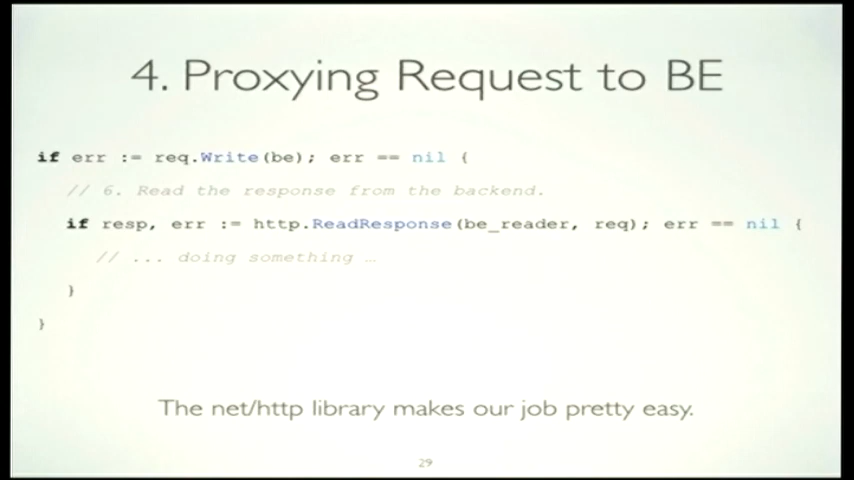 4. Proxying Request to BE
if err := req.Write(be); err == nil {
// 6. Read the response from the backend.
if resp, err := http.ReadResponse(be_reader, req); err == nil {
// ... doing something …
}
}
The net/http library makes our job pretty easy.
29